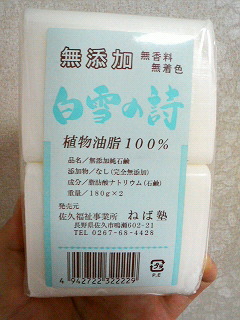 無添加
無香料
無着色
白雪の詩
植物油脂100%
品名/無添加純石鹸
添加物/なし(完全無添加)
成分/脂肪酸ナトリウム(石鹸)
重量/180g×2
発売元
佐久福祉事業所 ねば塾
長野県佐久市鳴瀬602-21
TEL 0267-68-4428
4 942722 322229
P.E